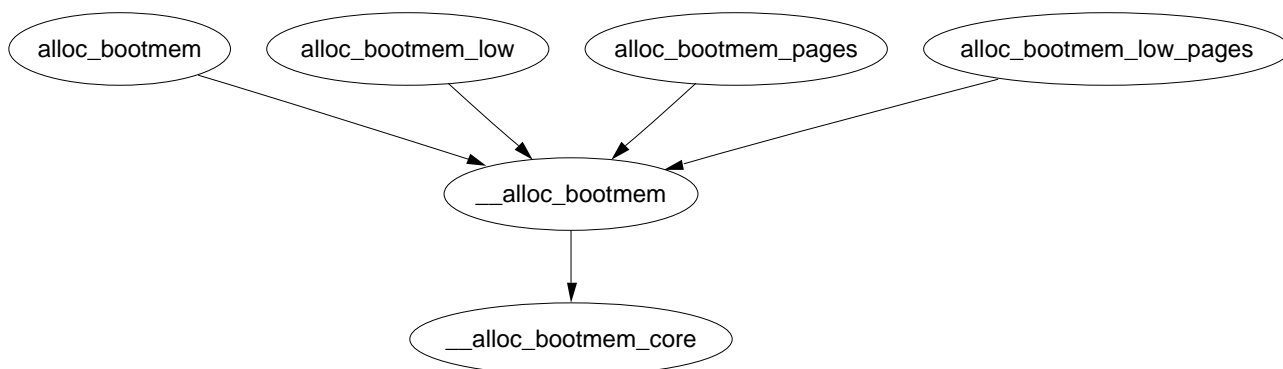 alloc_bootmem
alloc_bootmem_low
alloc_bootmem_pages
alloc_bootmem_low_pages
__alloc_bootmem
__alloc_bootmem_core